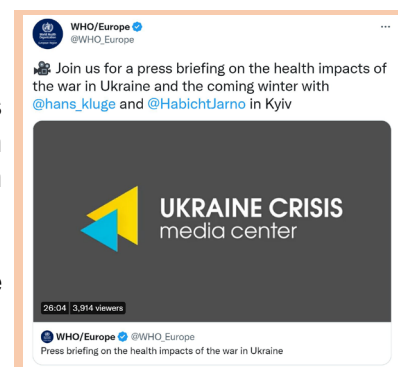 WHO/Europe
@WHO_Europe
Join us for a press briefing on the health impacts of
the war in Ukraine and the coming winter with
@hans_kluge and @HabichtJarno in Kyiv
UKRAINE CRISIS
media center
26:04 3,914 viewers
WHO/Europe @WHO_Europe
Press briefing on the health impacts of the war in Ukraine